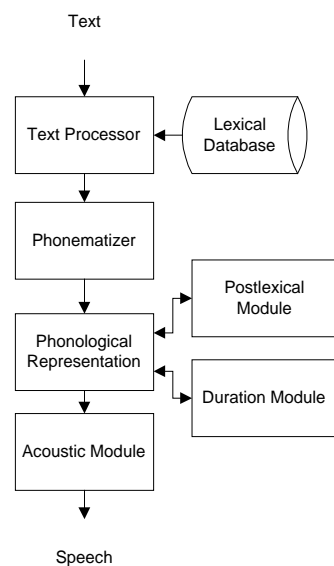 Text
Text Processor
Lexical
Database
Phonematizer
Postlexical
Module
Phonological
Representation
Duration Module
Acoustic Module
Speech